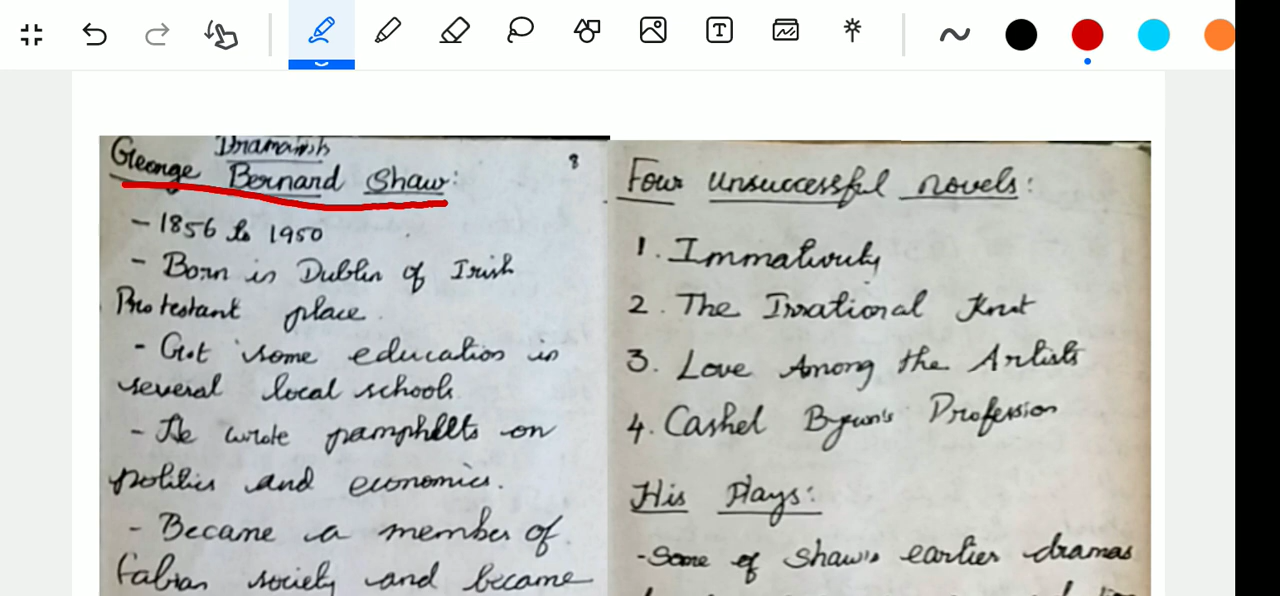 Dramatists
George Bernard Shaw:
8
- 1856 to 1950
- Born in Dublin of Irish
Protestant place.
- Got some education in
several local schools.
- He wrote pamphlets on
politics and economics.
- Became a member of
Fabian society and became
Four unsuccessful novels:
1. Immaturity
2. The Irrational Knot
3. Love Among the Artists
4. Cashel Byron's Profession
His Plays:
- Some of Shaw's earlier dramas